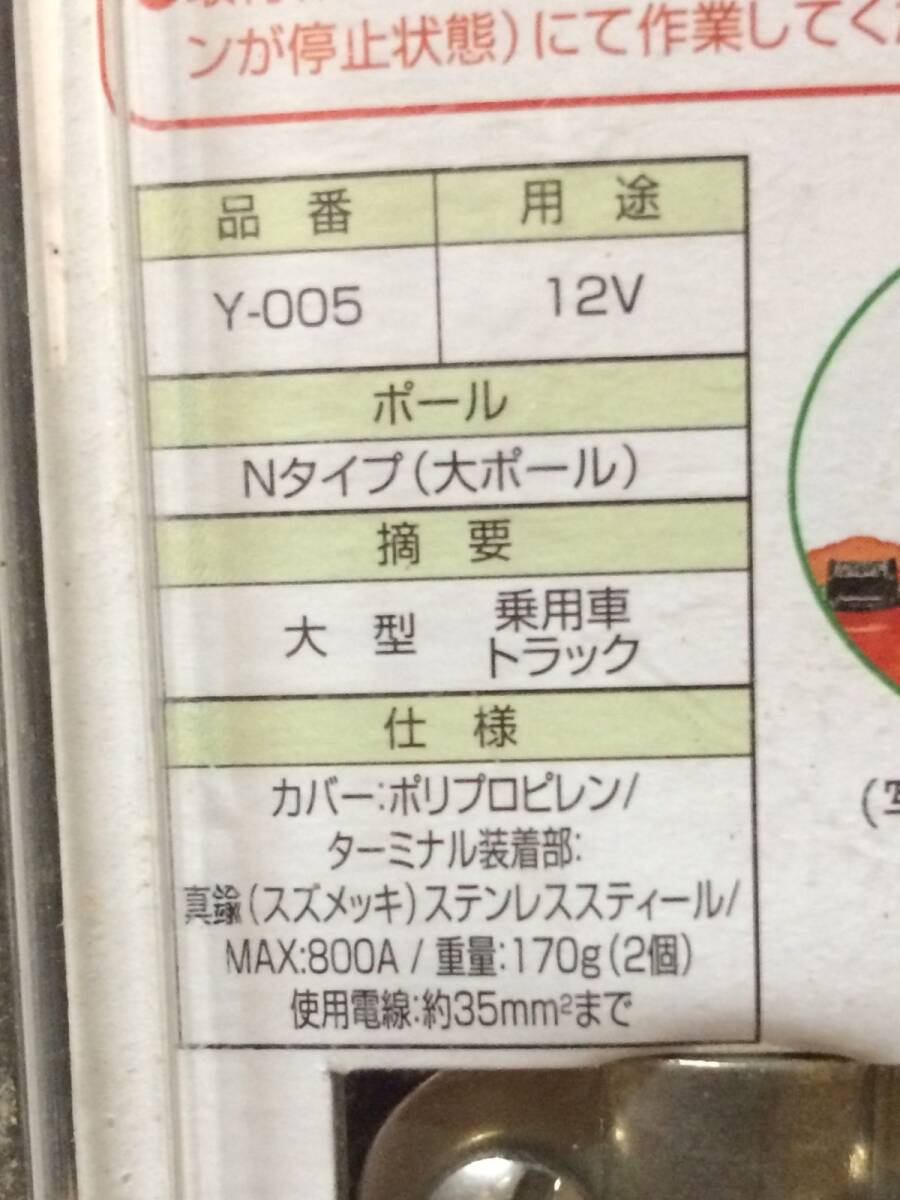 ンが停止状態)にて作業してくだ
品番 用途
Y-005 12V
ポール
Nタイプ(大ポール)
摘要
大型 乗用車
トラック
仕様
カバー:ポリプロピレン/
ターミナル装着部:
真鍮(スズメッキ)ステンレススティール/
MAX:800A / 重量:170g(2個)
使用電線:約35mm²まで